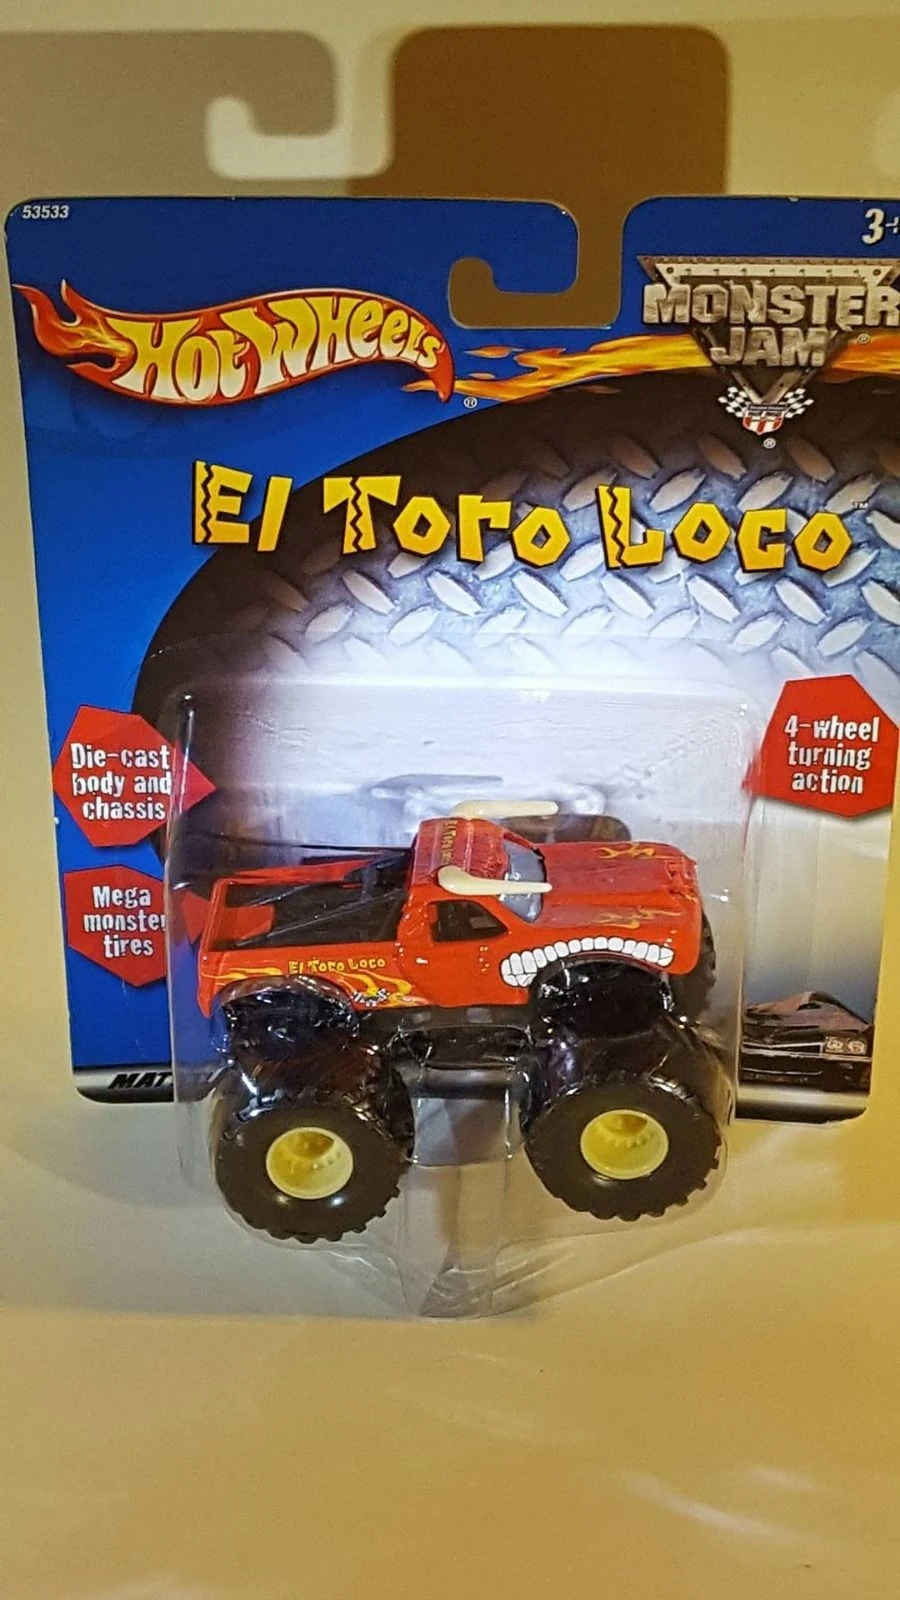 53533
3+
HOT WHEELS
®
MONSTER
JAM
®
®
El Toro Loco™
4-wheel
turning
action
Die-cast
body and
chassis
Mega
monster
tires
El Toro Loco
MAT